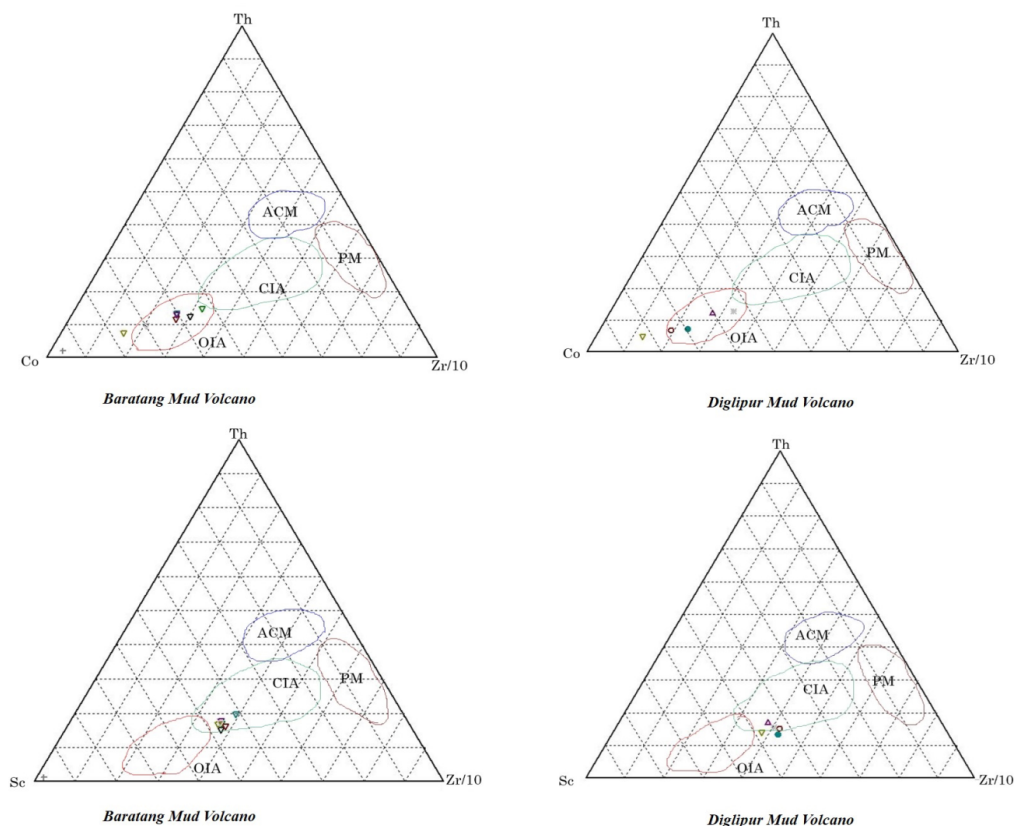 Th
ACM
PM
CIA
OIA
Co
Zr/10
Baratang Mud Volcano
Th
ACM
PM
CIA
OIA
Co
Zr/10
Diglipur Mud Volcano
Th
ACM
CIA
PM
OIA
Sc
Zr/10
Baratang Mud Volcano
Th
ACM
PM
CIA
OIA
Sc
Zr/10
Diglipur Mud Volcano